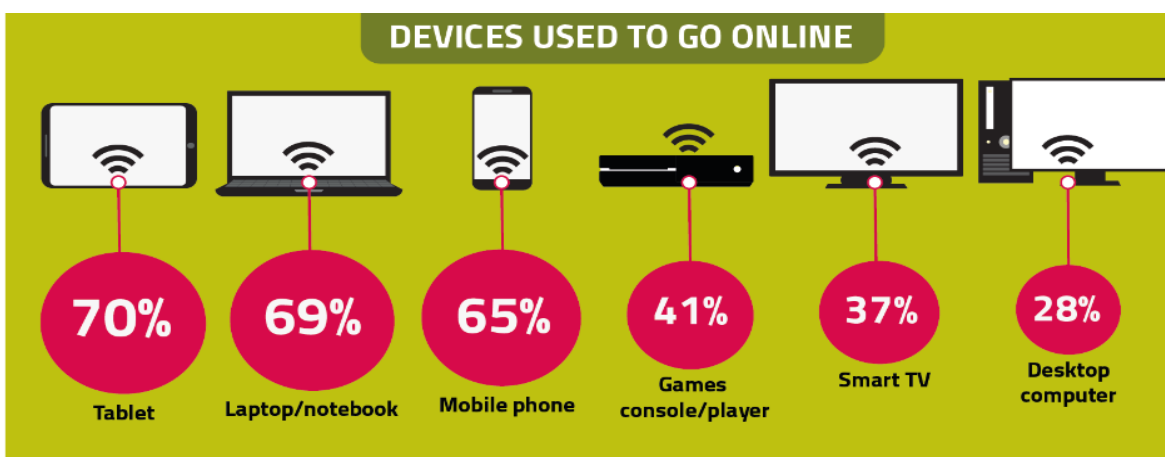 DEVICES USED TO GO ONLINE
70%
69%
65%
41%
37%
28%
Tablet
Laptop/notebook
Mobile phone
Games
console/player
Smart TV
Desktop
computer